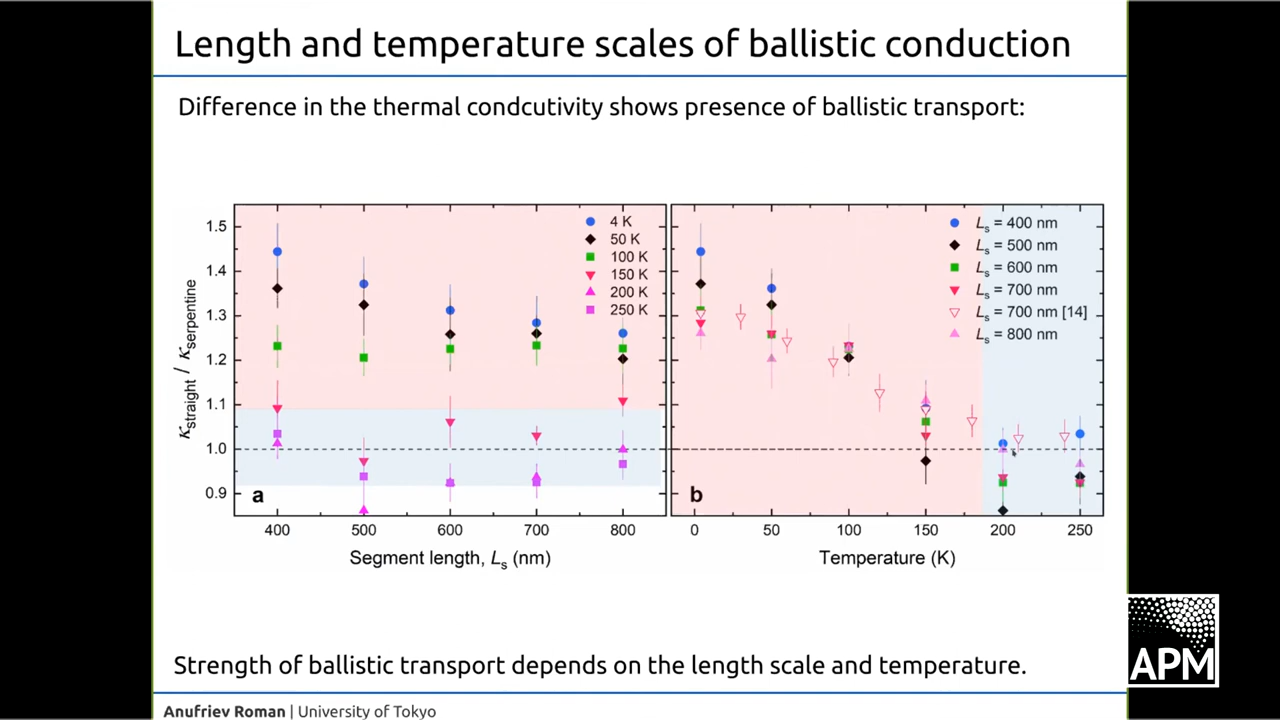 Length and temperature scales of ballistic conduction
Difference in the thermal condcutivity shows presence of ballistic transport:
κstraight / κserpentine
1.5
1.4
1.3
1.2
1.1
1.0
0.9
4 K
50 K
100 K
150 K
200 K
250 K
a
400 500 600 700 800
Segment length, Ls (nm)
Ls = 400 nm
Ls = 500 nm
Ls = 600 nm
Ls = 700 nm
Ls = 700 nm [14]
Ls = 800 nm
b
0 50 100 150 200 250
Temperature (K)
Strength of ballistic transport depends on the length scale and temperature.
Anufriev Roman | University of Tokyo
APM